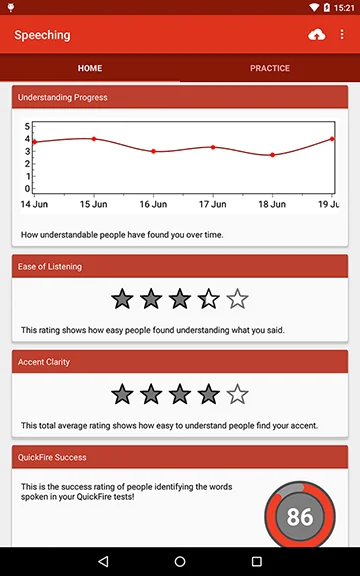 15:21
Speeching
HOME PRACTICE
Understanding Progress
5
4
3
2
1
0
14 Jun 15 Jun 16 Jun 17 Jun 18 Jun 19 Ju
How understandable people have found you over time.
Ease of Listening
This rating shows how easy people found understanding what you said.
Accent Clarity
This total average rating shows how easy to understand people find your accent.
QuickFire Success
This is the success rating of people identifying the words
spoken in your QuickFire tests!
86